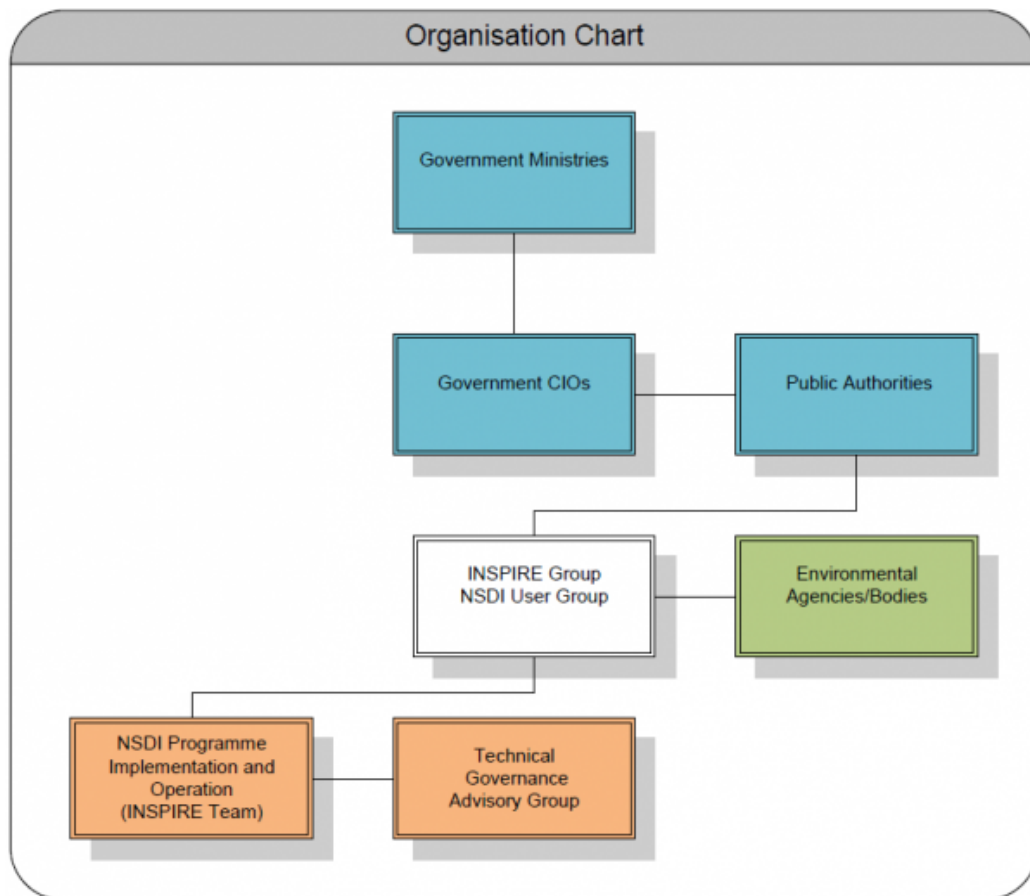 Organisation Chart
Government Ministries
Government CIOs
Public Authorities
INSPIRE Group
NSDI User Group
Environmental
Agencies/Bodies
NSDI Programme
Implementation and
Operation
(INSPIRE Team)
Technical
Governance
Advisory Group